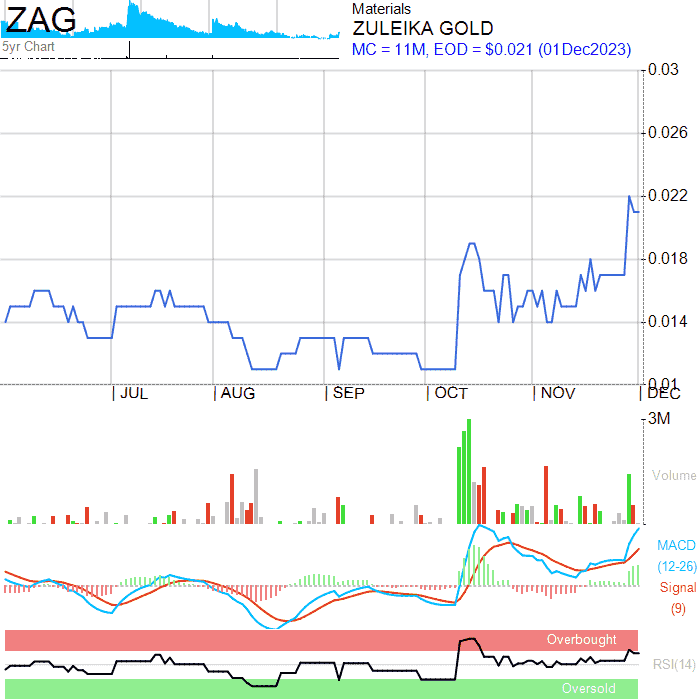 ZAG
5yr Chart
Materials
ZULEIKA GOLD
MC = 11M, EOD = $0.021 (01Dec2023)
0.03
0.026
0.022
0.018
0.014
0.01
JUL AUG SEP OCT NOV DEC
3M
Volume
MACD
(12-26)
Signal
(9)
Overbought
RSI(14)
Oversold